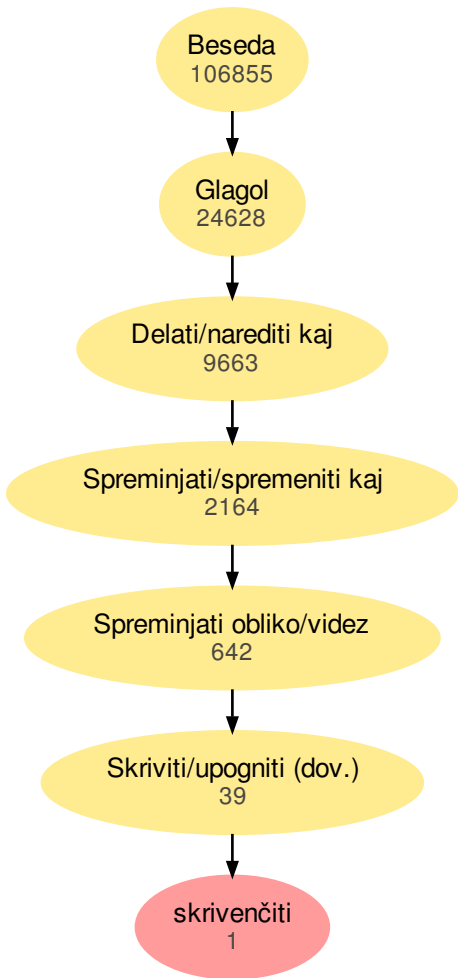 Beseda
106855
Glagol
24628
Delati/narediti kaj
9663
Spreminjati/spremeniti kaj
2164
Spreminjati obliko/videz
642
Skriviti/upogniti (dov.)
39
skrivenčiti
1